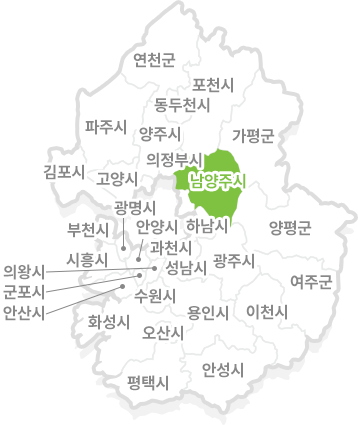 연천군
포천시
동두천시
파주시
양주시
가평군
의정부시
김포시
고양시
남양주시
광명시
부천시
안양시
하남시
양평군
과천시
시흥시
성남시
광주시
의왕시
여주군
군포시
수원시
안산시
용인시
이천시
화성시
오산시
안성시
평택시